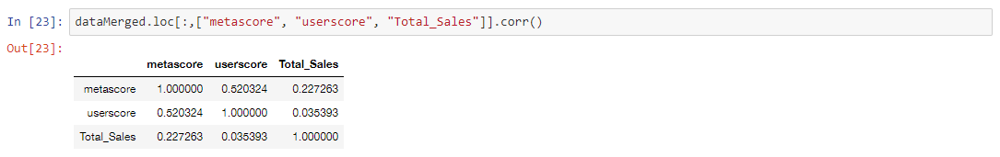 In [23]: dataMerged.loc[:,["metascore", "userscore", "Total_Sales"]].corr()
Out[23]:
metascore userscore Total_Sales
metascore 1.000000 0.520324 0.227263
userscore 0.520324 1.000000 0.035393
Total_Sales 0.227263 0.035393 1.000000